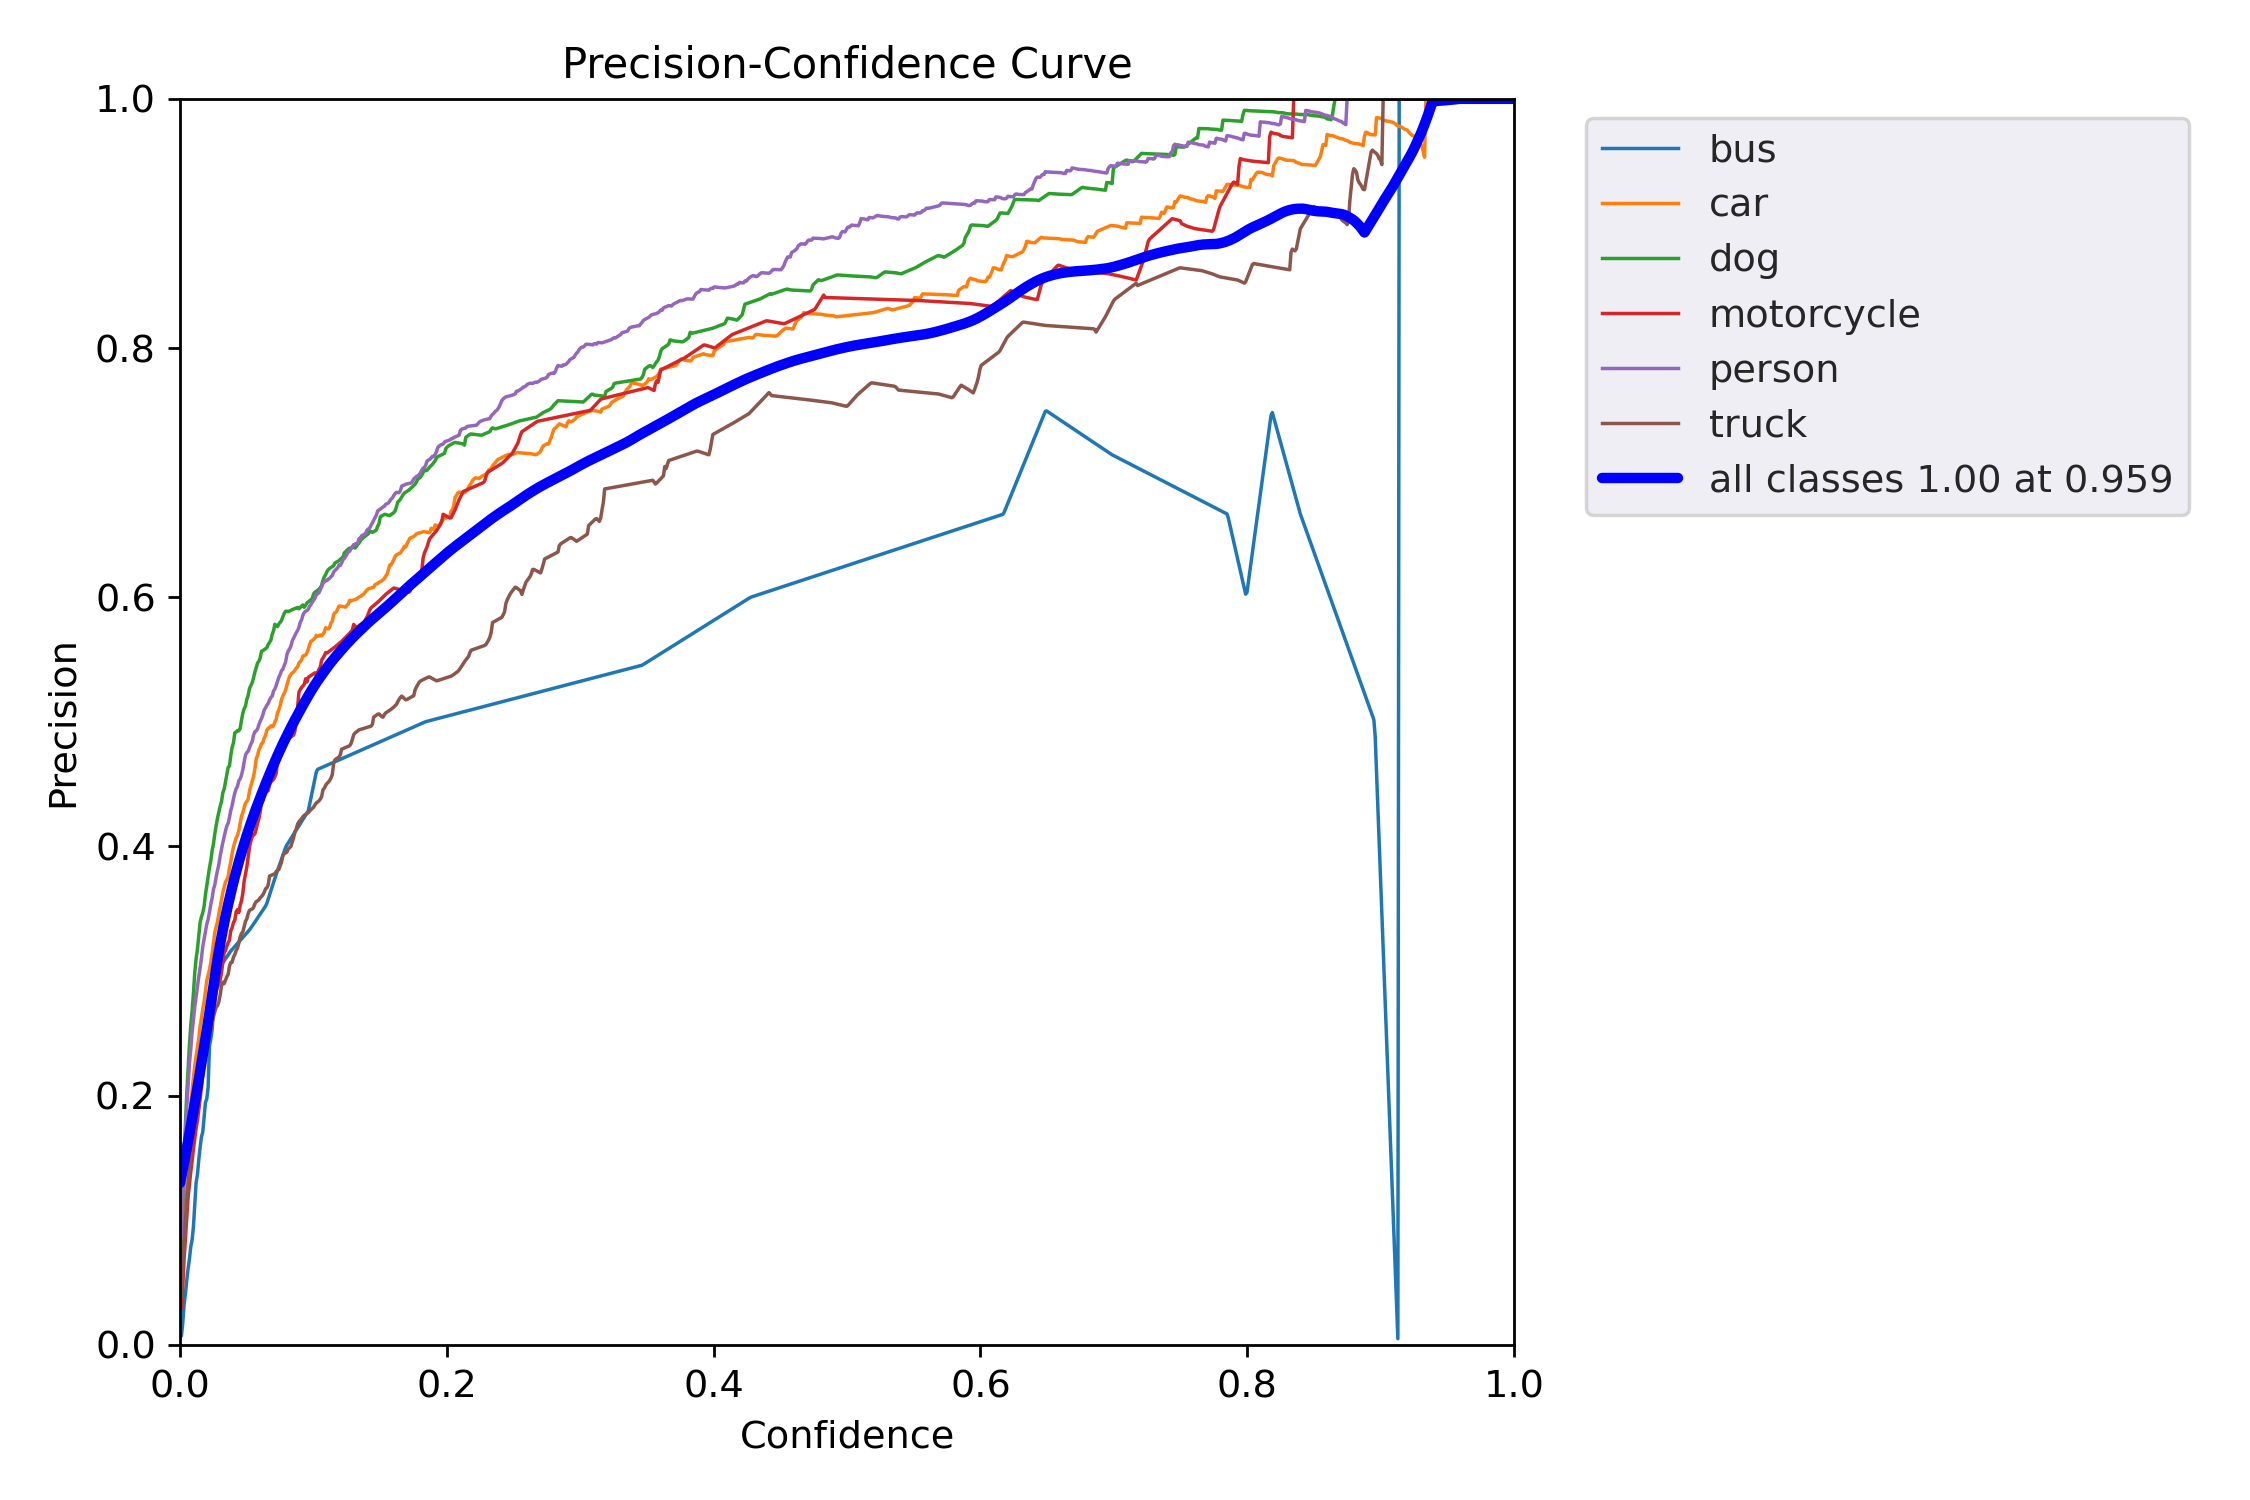 Precision-Confidence Curve
1.0
0.8
0.6
0.4
0.2
0.0
Precision
0.0 0.2 0.4 0.6 0.8 1.0
Confidence
bus
car
dog
motorcycle
person
truck
all classes 1.00 at 0.959